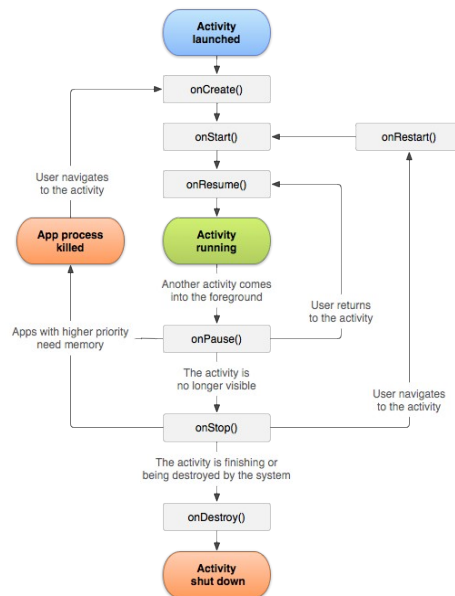 Activity
launched
onCreate()
onStart()
onRestart()
User navigates
to the activity
onResume()
App process
killed
Activity
running
Another activity comes
into the foreground
User returns
to the activity
Apps with higher priority
need memory
onPause()
The activity is
no longer visible
User navigates
to the activity
onStop()
The activity is finishing or
being destroyed by the system
onDestroy()
Activity
shut down